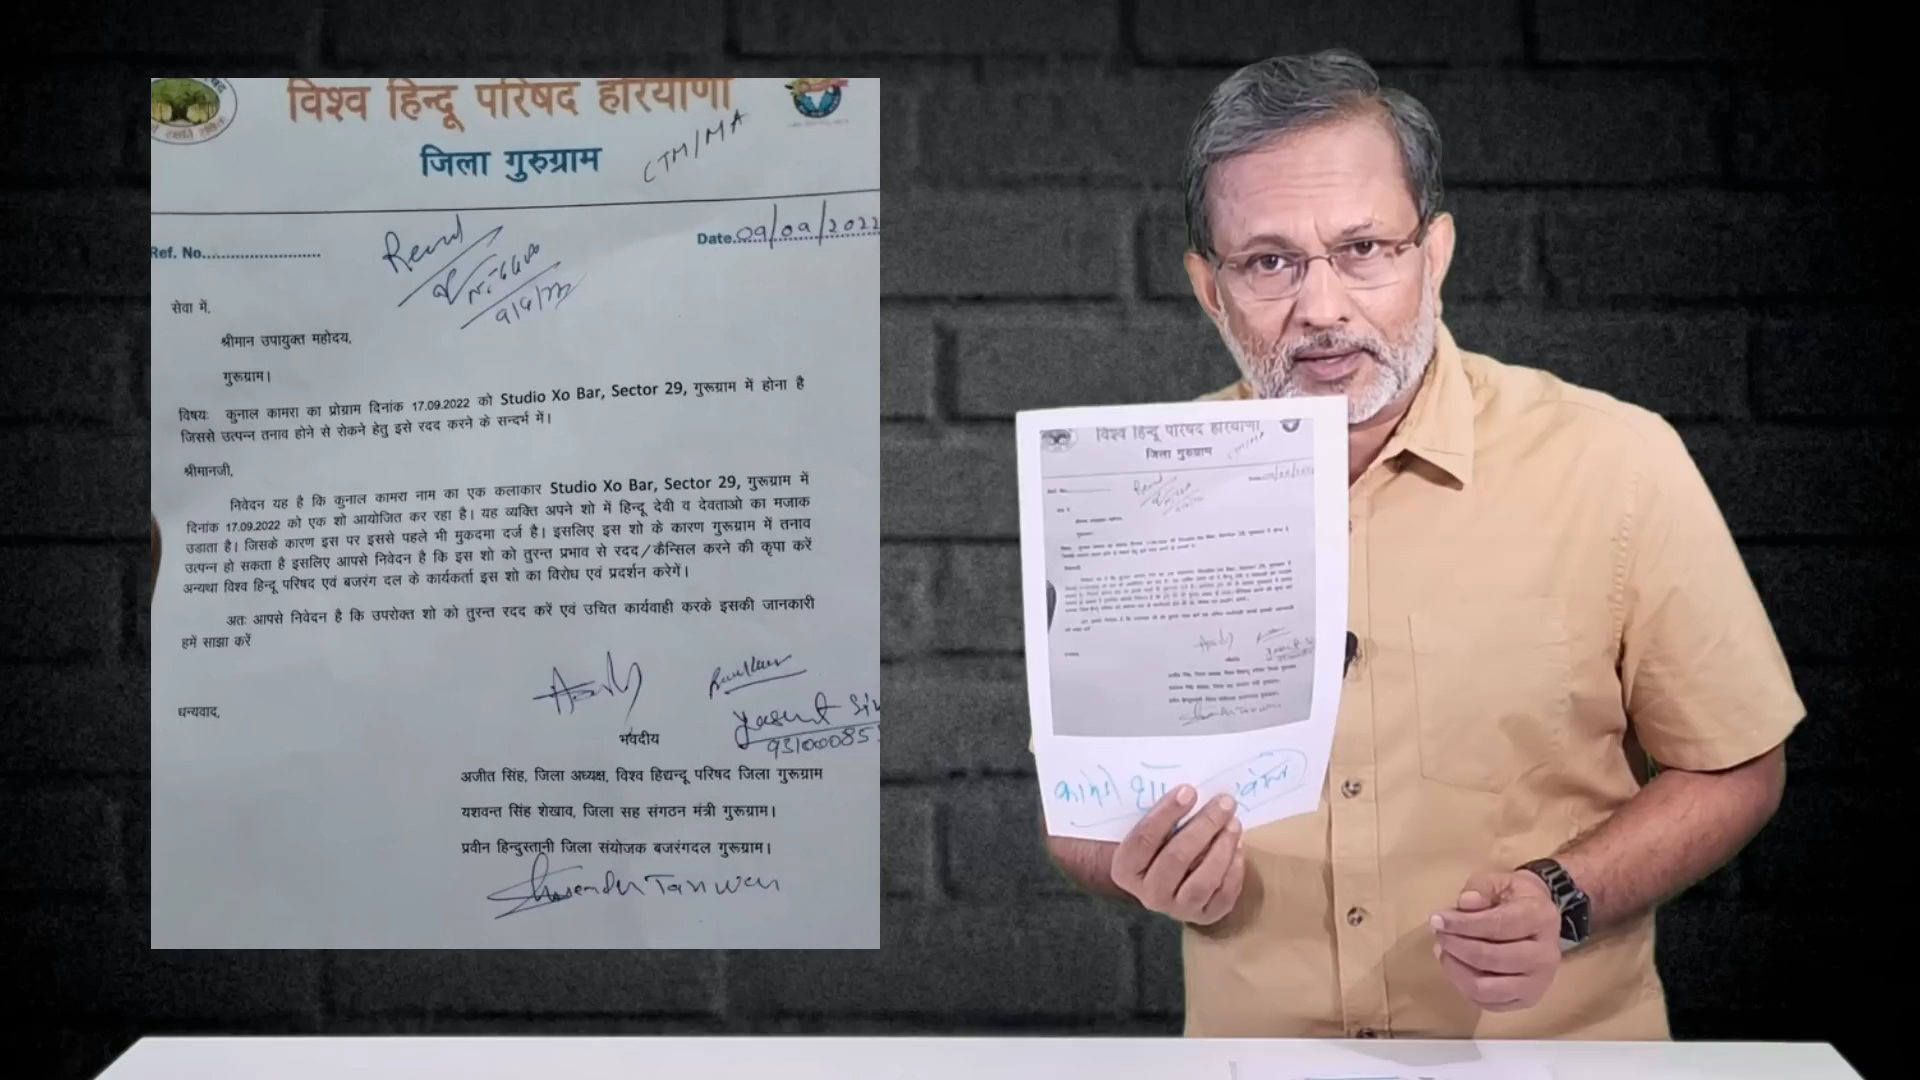 विश्व हिन्दू परिषद हरियाणा
जिला गुरुग्राम
CTM/MA
Ref. No.
Date. 09/09/2022
सेवा में,
श्रीमान उपायुक्त महोदय,
गुरूग्राम।
विषयः कुनाल कामरा का प्रोग्राम दिनांक 17.09.2022 को Studio Xo Bar, Sector 29, गुरूग्राम में होना है
जिससे उत्पन्न तनाव होने से रोकने हेतु इसे रदद करने के सन्दर्भ में।
श्रीमानजी,
निवेदन यह है कि कुनाल कामरा नाम का एक कलाकार Studio Xo Bar, Sector 29, गुरूग्राम में
दिनांक 17.09.2022 को एक शो आयोजित कर रहा है। यह व्यक्ति अपने शो में हिन्दू देवी व देवताओ का मजाक
उडाता है। जिसके कारण इस पर इससे पहले भी मुकदमा दर्ज है। इसलिए इस शो के कारण गुरूग्राम में तनाव
उत्पन्न हो सकता है इसलिए आपसे निवेदन है कि इस शो को तुरन्त प्रभाव से रदद/कैन्सिल करने की कृपा करें
अन्यथा विश्व हिन्दू परिषद एवं बजरंग दल के कार्यकर्ता इस शो का विरोध एवं प्रदर्शन करेगें।
अतः आपसे निवेदन है कि उपरोक्त शो को तुरन्त रदद करें एवं उचित कार्यवाही करके इसकी जानकारी
हमें साझा करें
धन्यवाद,
भवदीय
अजीत सिंह, जिला अध्यक्ष, विश्व हिद्यन्दू परिषद जिला गुरूग्राम
यशवन्त सिंह शेखाव, जिला सह संगठन मंत्री गुरूग्राम।
प्रवीन हिन्दुस्तानी जिला संयोजक बजरंगदल गुरूग्राम।
Tanwar
विश्व हिन्दू परिषद हरियाणा
जिला गुरुग्राम